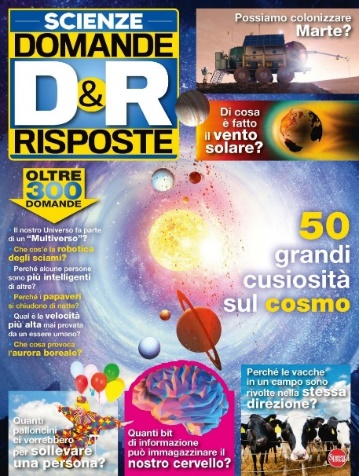 SCIENZE
DOMANDE
D&R
RISPOSTE
Possiamo colonizzare
Marte?
Di cosa
è fatto
il vento
solare?
OLTRE
300
DOMANDE
• Il nostro Universo fa parte
di un “Multiverso”?
• Che cos'è la robotica
degli sciami?
• Perché alcune persone
sono più intelligenti
di altre?
• Perché i papaveri
si chiudono di notte?
• Qual è le velocità
più alta mai provata
da un essere umano?
• Che cosa provoca
l'aurora boreale?
50
grandi
cusiosità
sul cosmo
Quanti
palloncini
ci vorrebbero
per sollevare
una persona?
Quanti bit
di informazione
può immagazzinare il
nostro cervello?
Perché le vacche
in un campo sono
rivolte nella stessa
direzione?